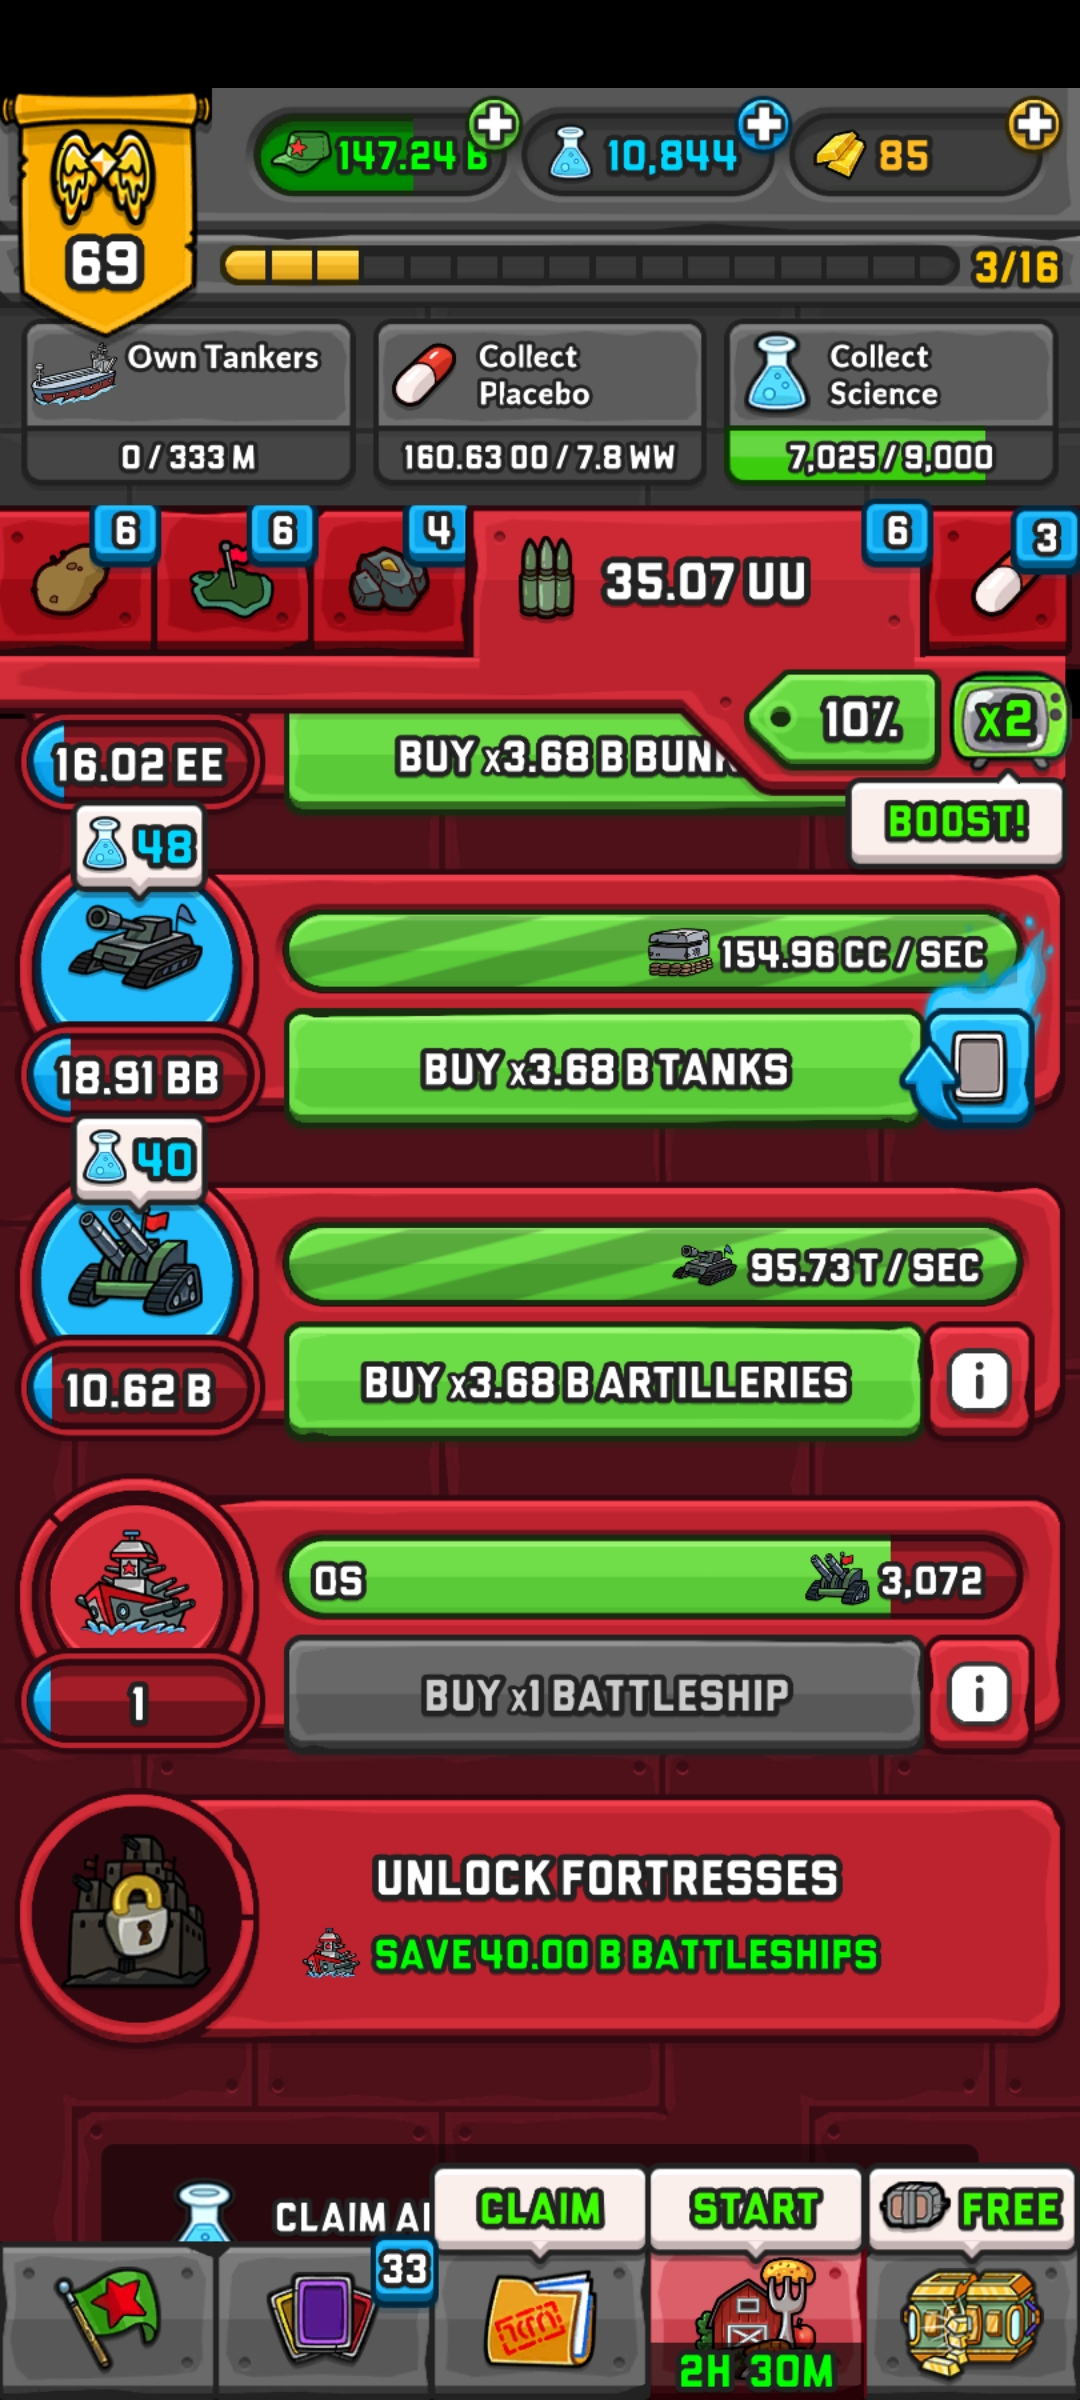 147.24 B
10,844
85
69
3/16
Own Tankers
0 / 333 M
Collect
Placebo
160.63 OO / 7.8 WW
Collect
Science
7,025 / 9,000
6
6
4
35.07 UU
6
3
10%
x2
BOOST!
16.02 EE
BUY x3.68 B BUN
48
154.96 CC / SEC
18.91 BB
BUY x3.68 B TANKS
40
95.73 T / SEC
10.62 B
BUY x3.68 B ARTILLERIES
i
0S
3,072
1
BUY x1 BATTLESHIP
i
UNLOCK FORTRESSES
SAVE 40.00 B BATTLESHIPS
CLAIM
CLAIM
START
FREE
33
2H 30M